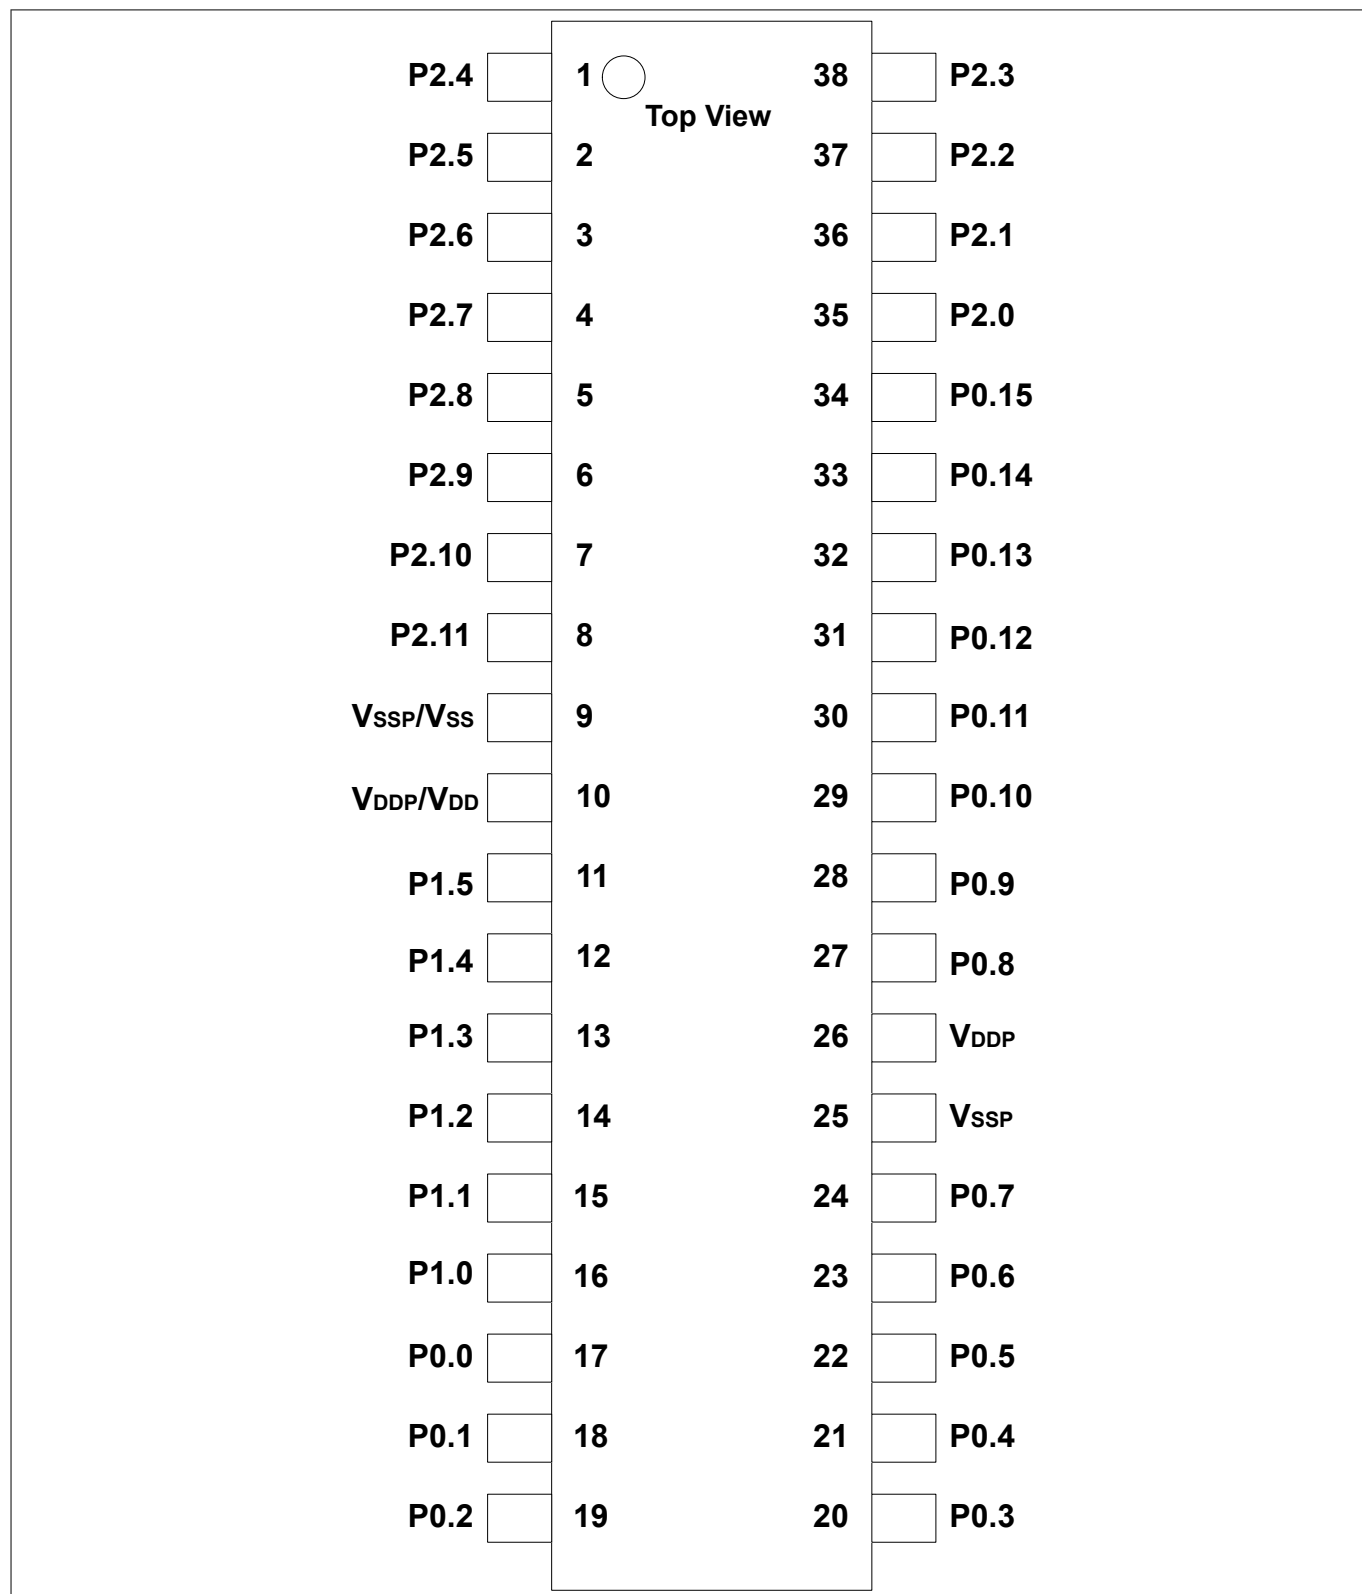 P2.4 1 38 P2.3
Top View
P2.5 2 37 P2.2
P2.6 3 36 P2.1
P2.7 4 35 P2.0
P2.8 5 34 P0.15
P2.9 6 33 P0.14
P2.10 7 32 P0.13
P2.11 8 31 P0.12
VSSP/VSS 9 30 P0.11
VDDP/VDD 10 29 P0.10
P1.5 11 28 P0.9
P1.4 12 27 P0.8
P1.3 13 26 VDDP
P1.2 14 25 VSSP
P1.1 15 24 P0.7
P1.0 16 23 P0.6
P0.0 17 22 P0.5
P0.1 18 21 P0.4
P0.2 19 20 P0.3